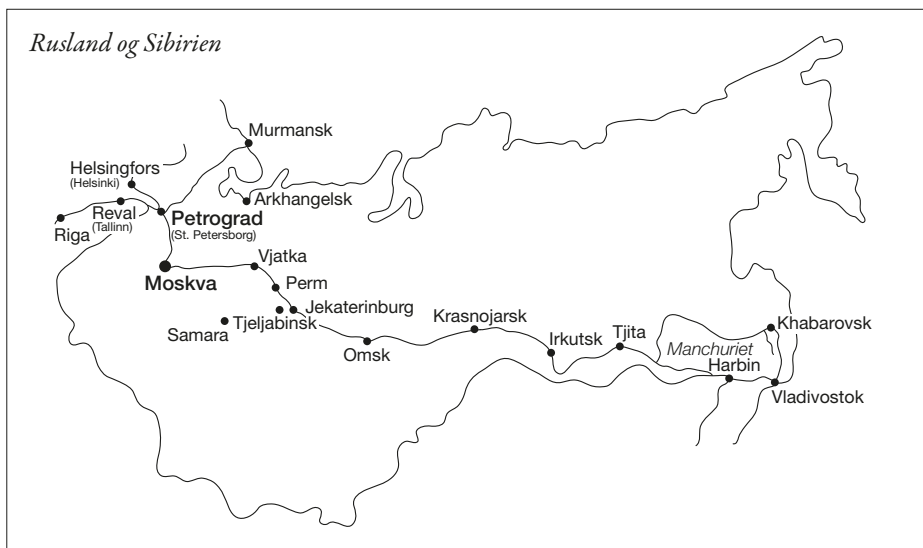 Rusland og Sibirien
Murmansk
Helsingfors
(Helsinki)
Arkhangelsk
Reval
(Tallinn)
Petrograd
(St. Petersborg)
Riga
Vjatka
Moskva
Perm
Jekaterinburg
Tjeljabinsk
Samara
Omsk
Krasnojarsk
Irkutsk
Tjita
Khabarovsk
Manchuriet
Harbin
Vladivostok